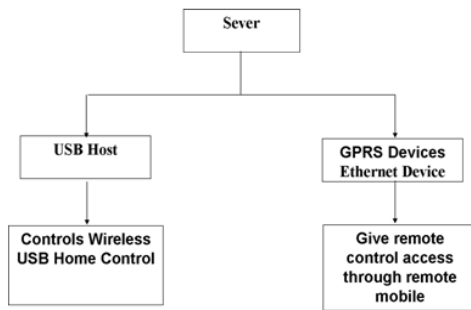 Sever
USB Host
GPRS Devices
Ethernet Device
Controls Wireless
USB Home Control
Give remote
control access
through remote
mobile